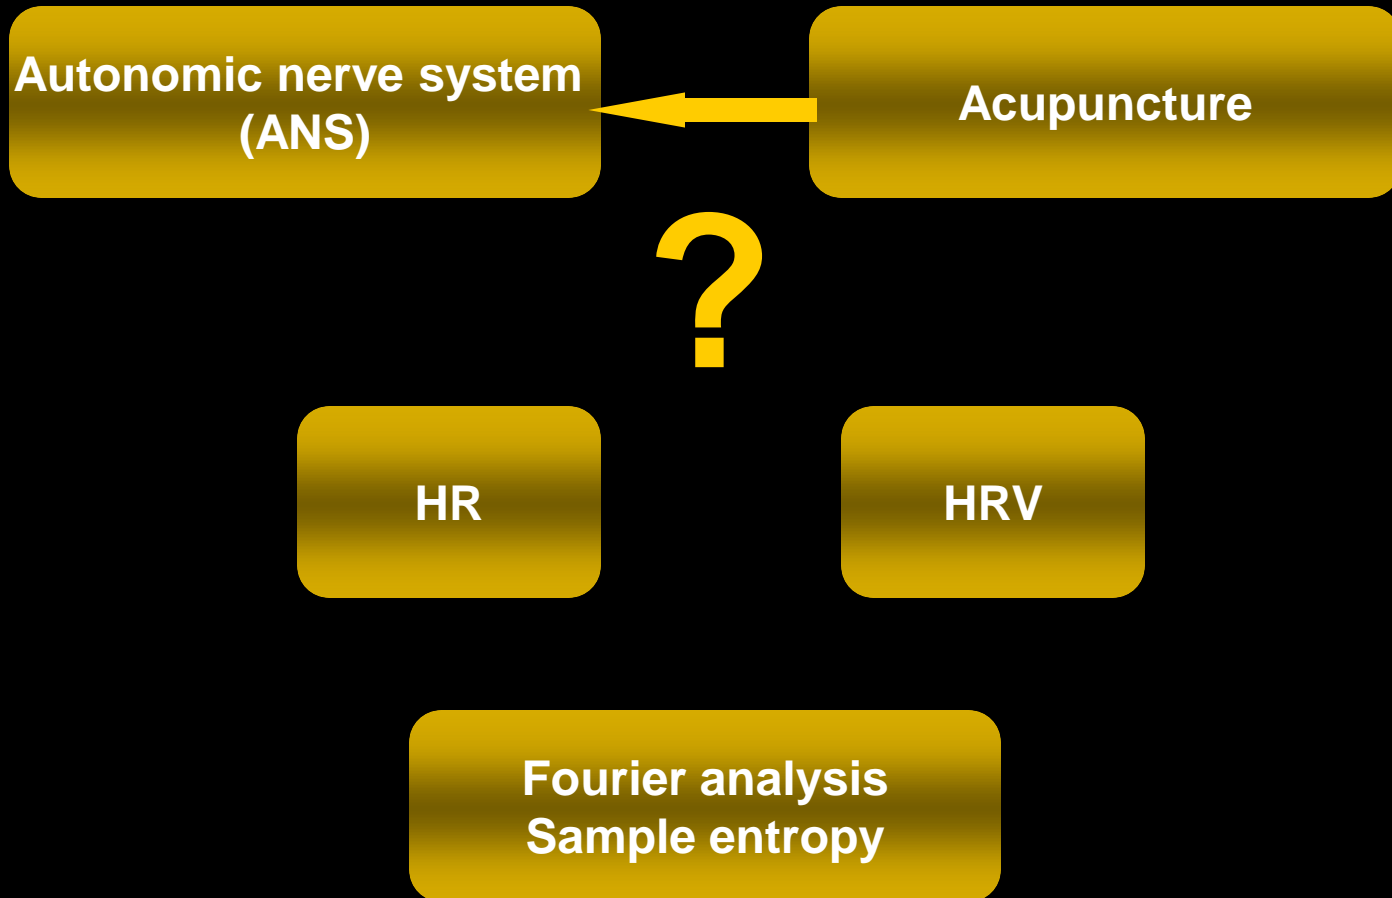 Autonomic nerve system
(ANS)
Acupuncture
?
HR
HRV
Fourier analysis
Sample entropy